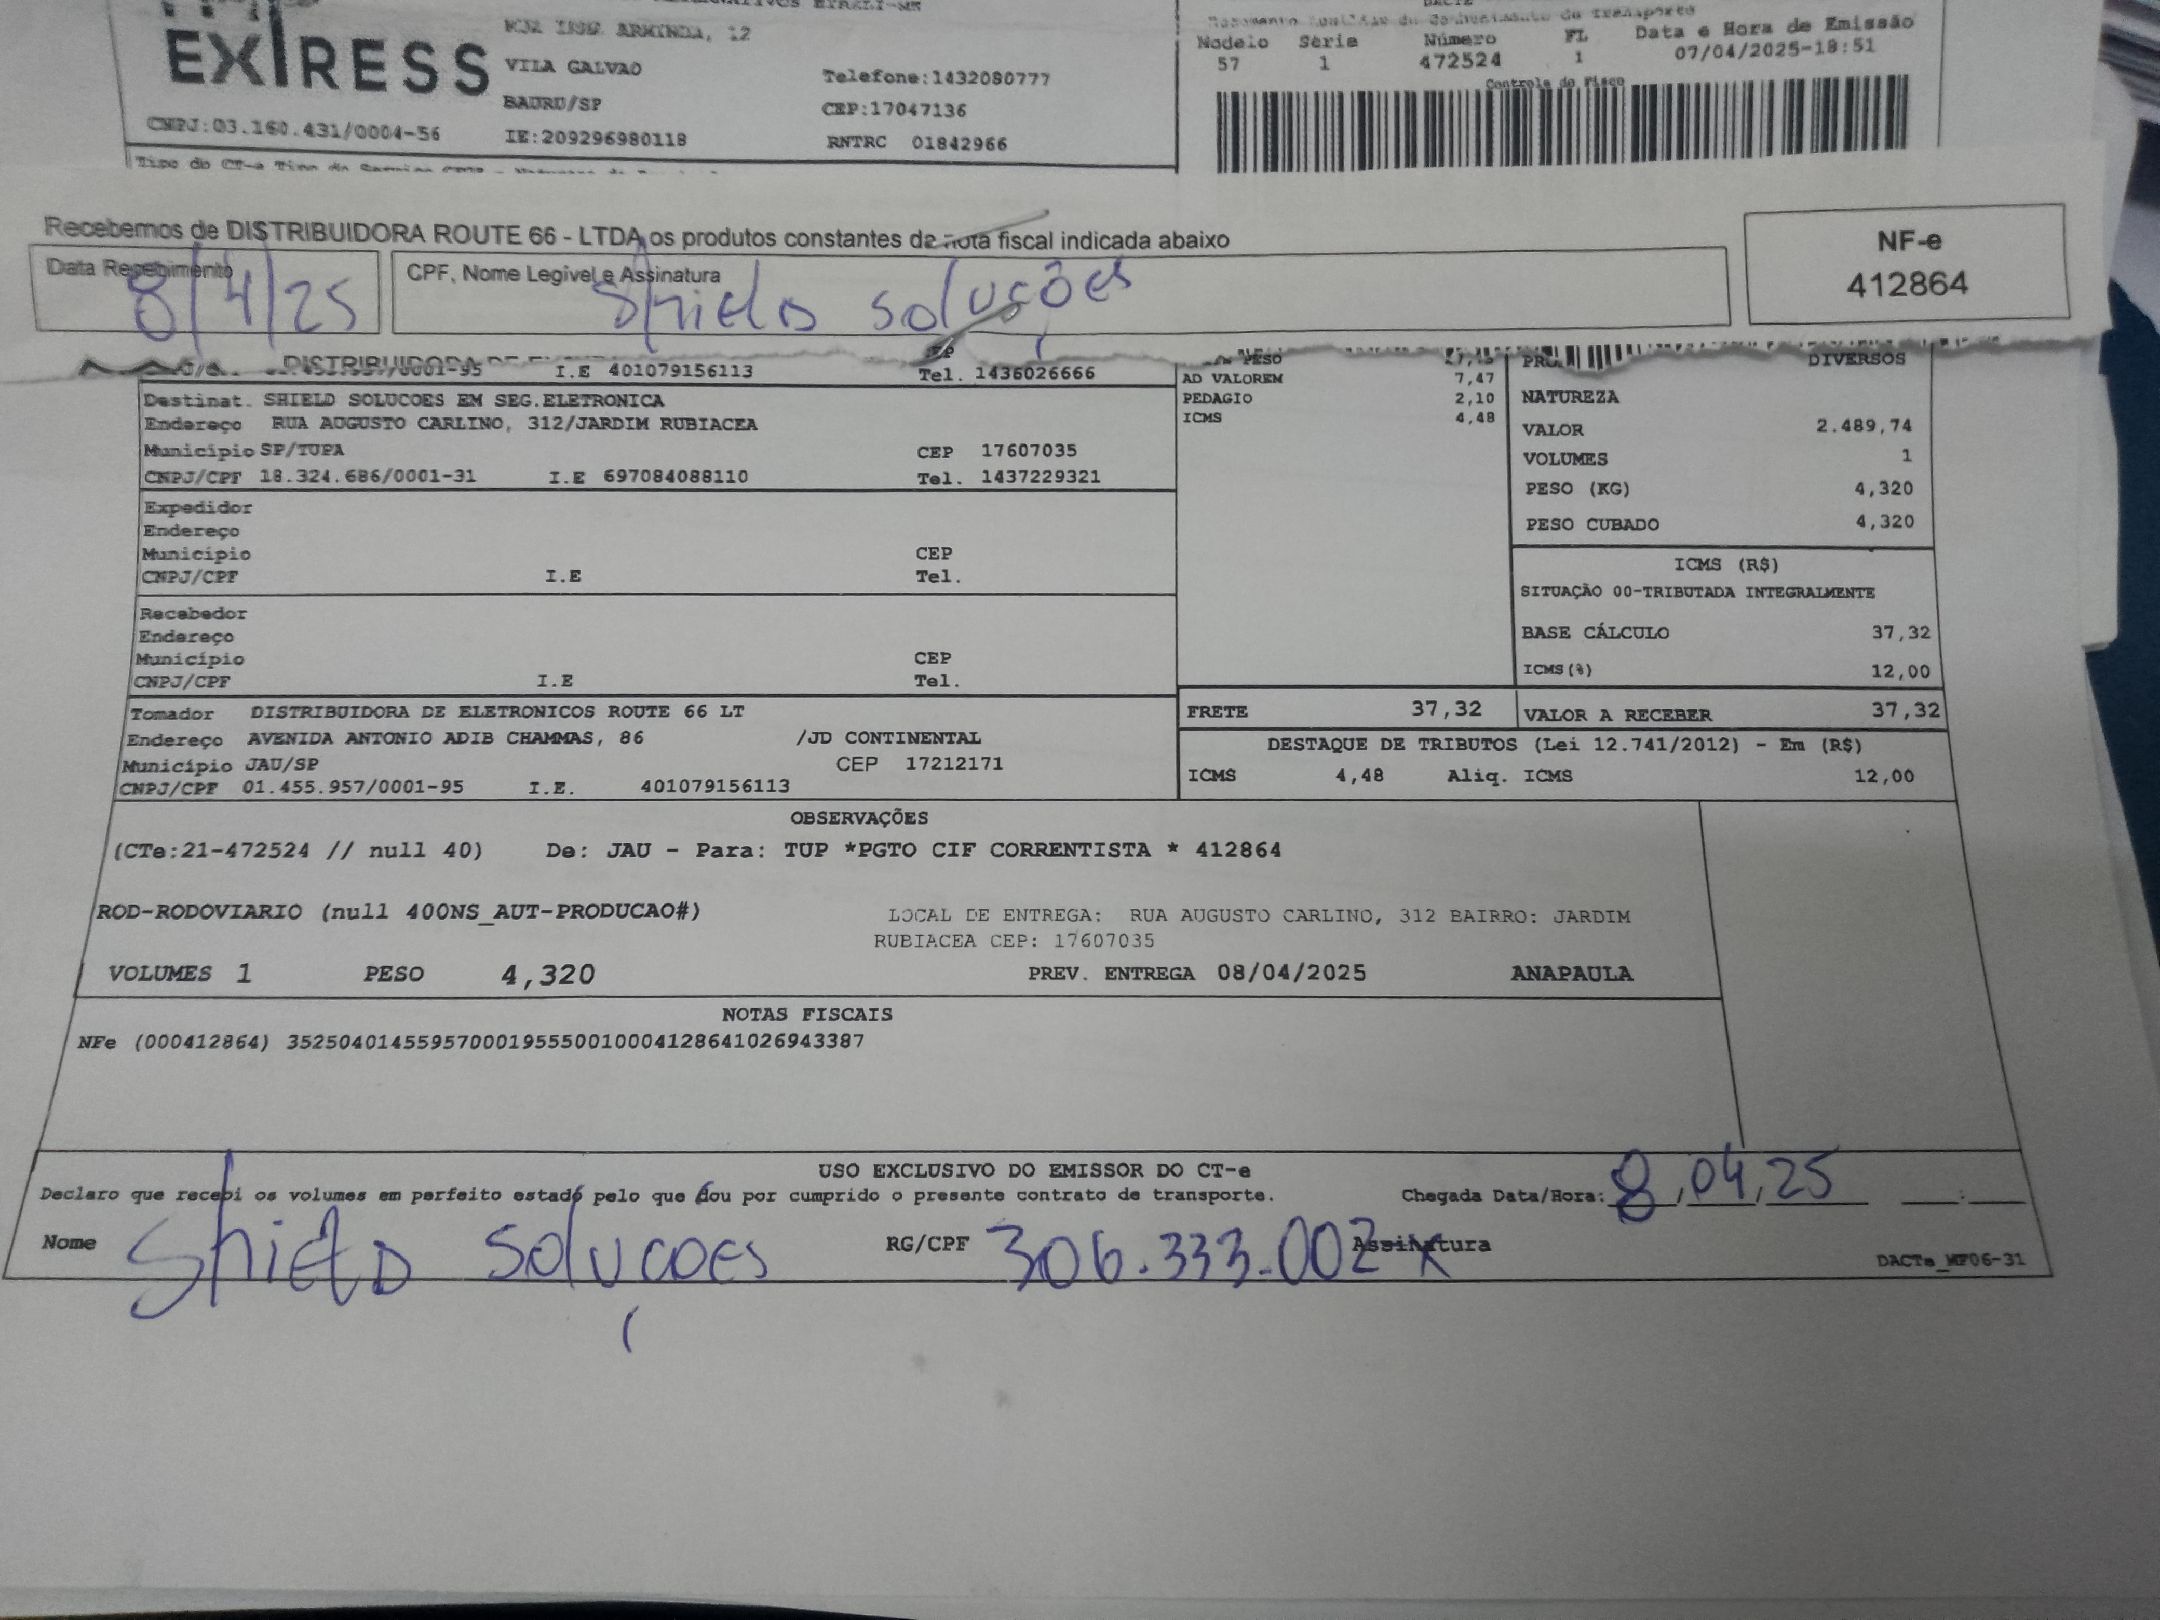 EXPRESS
VILA GALVAO
BAURU/SP
CNPJ:03.160.431/0004-56
IE:209296980118
Telefone:1432080777
CEP:17047136
RNTRC 01842966
Modelo Série Número FL Data e Hora de Emissão
57 1 472524 1 07/04/2025-18:51
Controle do Fisco
Recebemos de DISTRIBUIDORA ROUTE 66 - LTDA os produtos constantes da nota fiscal indicada abaixo
Data Recebimento
8/4/25
CPF, Nome Legivel e Assinatura
Shield soluções
NF-e
412864
I.E 401079156113 Tel. 1436026666
Destinat. SHIELD SOLUCOES EM SEG.ELETRONICA
Endereço RUA AUGUSTO CARLINO, 312/JARDIM RUBIACEA
Município SP/TUPA CEP 17607035
CNPJ/CPF 18.324.686/0001-31 I.E 697084088110 Tel. 1437229321
Expedidor
Endereço
Município CEP
CNPJ/CPF I.E Tel.
Recebedor
Endereço
Município CEP
CNPJ/CPF I.E Tel.
Tomador DISTRIBUIDORA DE ELETRONICOS ROUTE 66 LT
Endereço AVENIDA ANTONIO ADIB CHAMMAS, 86 /JD CONTINENTAL
Município JAU/SP CEP 17212171
CNPJ/CPF 01.455.957/0001-95 I.E. 401079156113
PESO
AD VALOREM 7,47
PEDAGIO 2,10
ICMS 4,48
DIVERSOS
NATUREZA
VALOR 2.489,74
VOLUMES 1
PESO (KG) 4,320
PESO CUBADO 4,320
ICMS (R$)
SITUAÇÃO 00-TRIBUTADA INTEGRALMENTE
BASE CÁLCULO 37,32
ICMS(%) 12,00
FRETE 37,32 VALOR A RECEBER 37,32
DESTAQUE DE TRIBUTOS (Lei 12.741/2012) - Em (R$)
ICMS 4,48 Aliq. ICMS 12,00
OBSERVAÇÕES
(CTe:21-472524 // null 40) De: JAU - Para: TUP *PGTO CIF CORRENTISTA * 412864
ROD-RODOVIARIO (null 400NS_AUT-PRODUCAO#)
LOCAL DE ENTREGA: RUA AUGUSTO CARLINO, 312 BAIRRO: JARDIM
RUBIACEA CEP: 17607035
VOLUMES 1 PESO 4,320 PREV. ENTREGA 08/04/2025 ANAPAULA
NOTAS FISCAIS
NFe (000412864) 35250401455957000195550010004128641026943387
USO EXCLUSIVO DO EMISSOR DO CT-e
Declaro que recebi os volumes em perfeito estado pelo que dou por cumprido o presente contrato de transporte. Chegada Data/Hora: 8/04/25 __:__
Nome Shield soluçoes RG/CPF 306.333.002-x Assinatura
DACTe_MF06-31